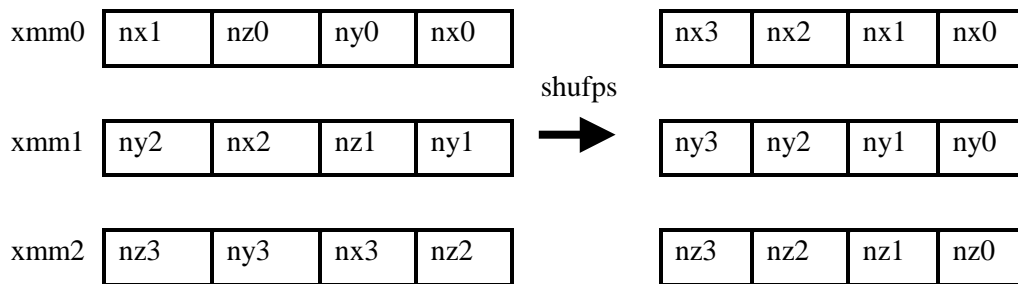 xmm0 nx1 nz0 ny0 nx0 nx3 nx2 nx1 nx0
shufps
xmm1 ny2 nx2 nz1 ny1 ny3 ny2 ny1 ny0
xmm2 nz3 ny3 nx3 nz2 nz3 nz2 nz1 nz0